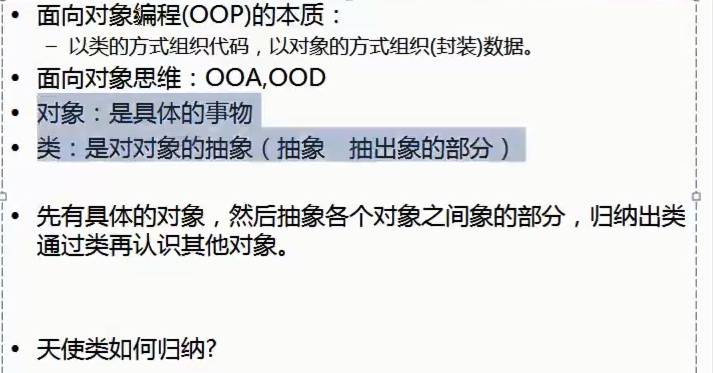 • 面向对象编程(OOP)的本质：
– 以类的方式组织代码，以对象的方式组织(封装)数据。
• 面向对象思维：OOA,OOD
• 对象：是具体的事物
• 类：是对对象的抽象（抽象 抽出象的部分）
• 先有具体的对象，然后抽象各个对象之间象的部分，归纳出类
通过类再认识其他对象。
• 天使类如何归纳?